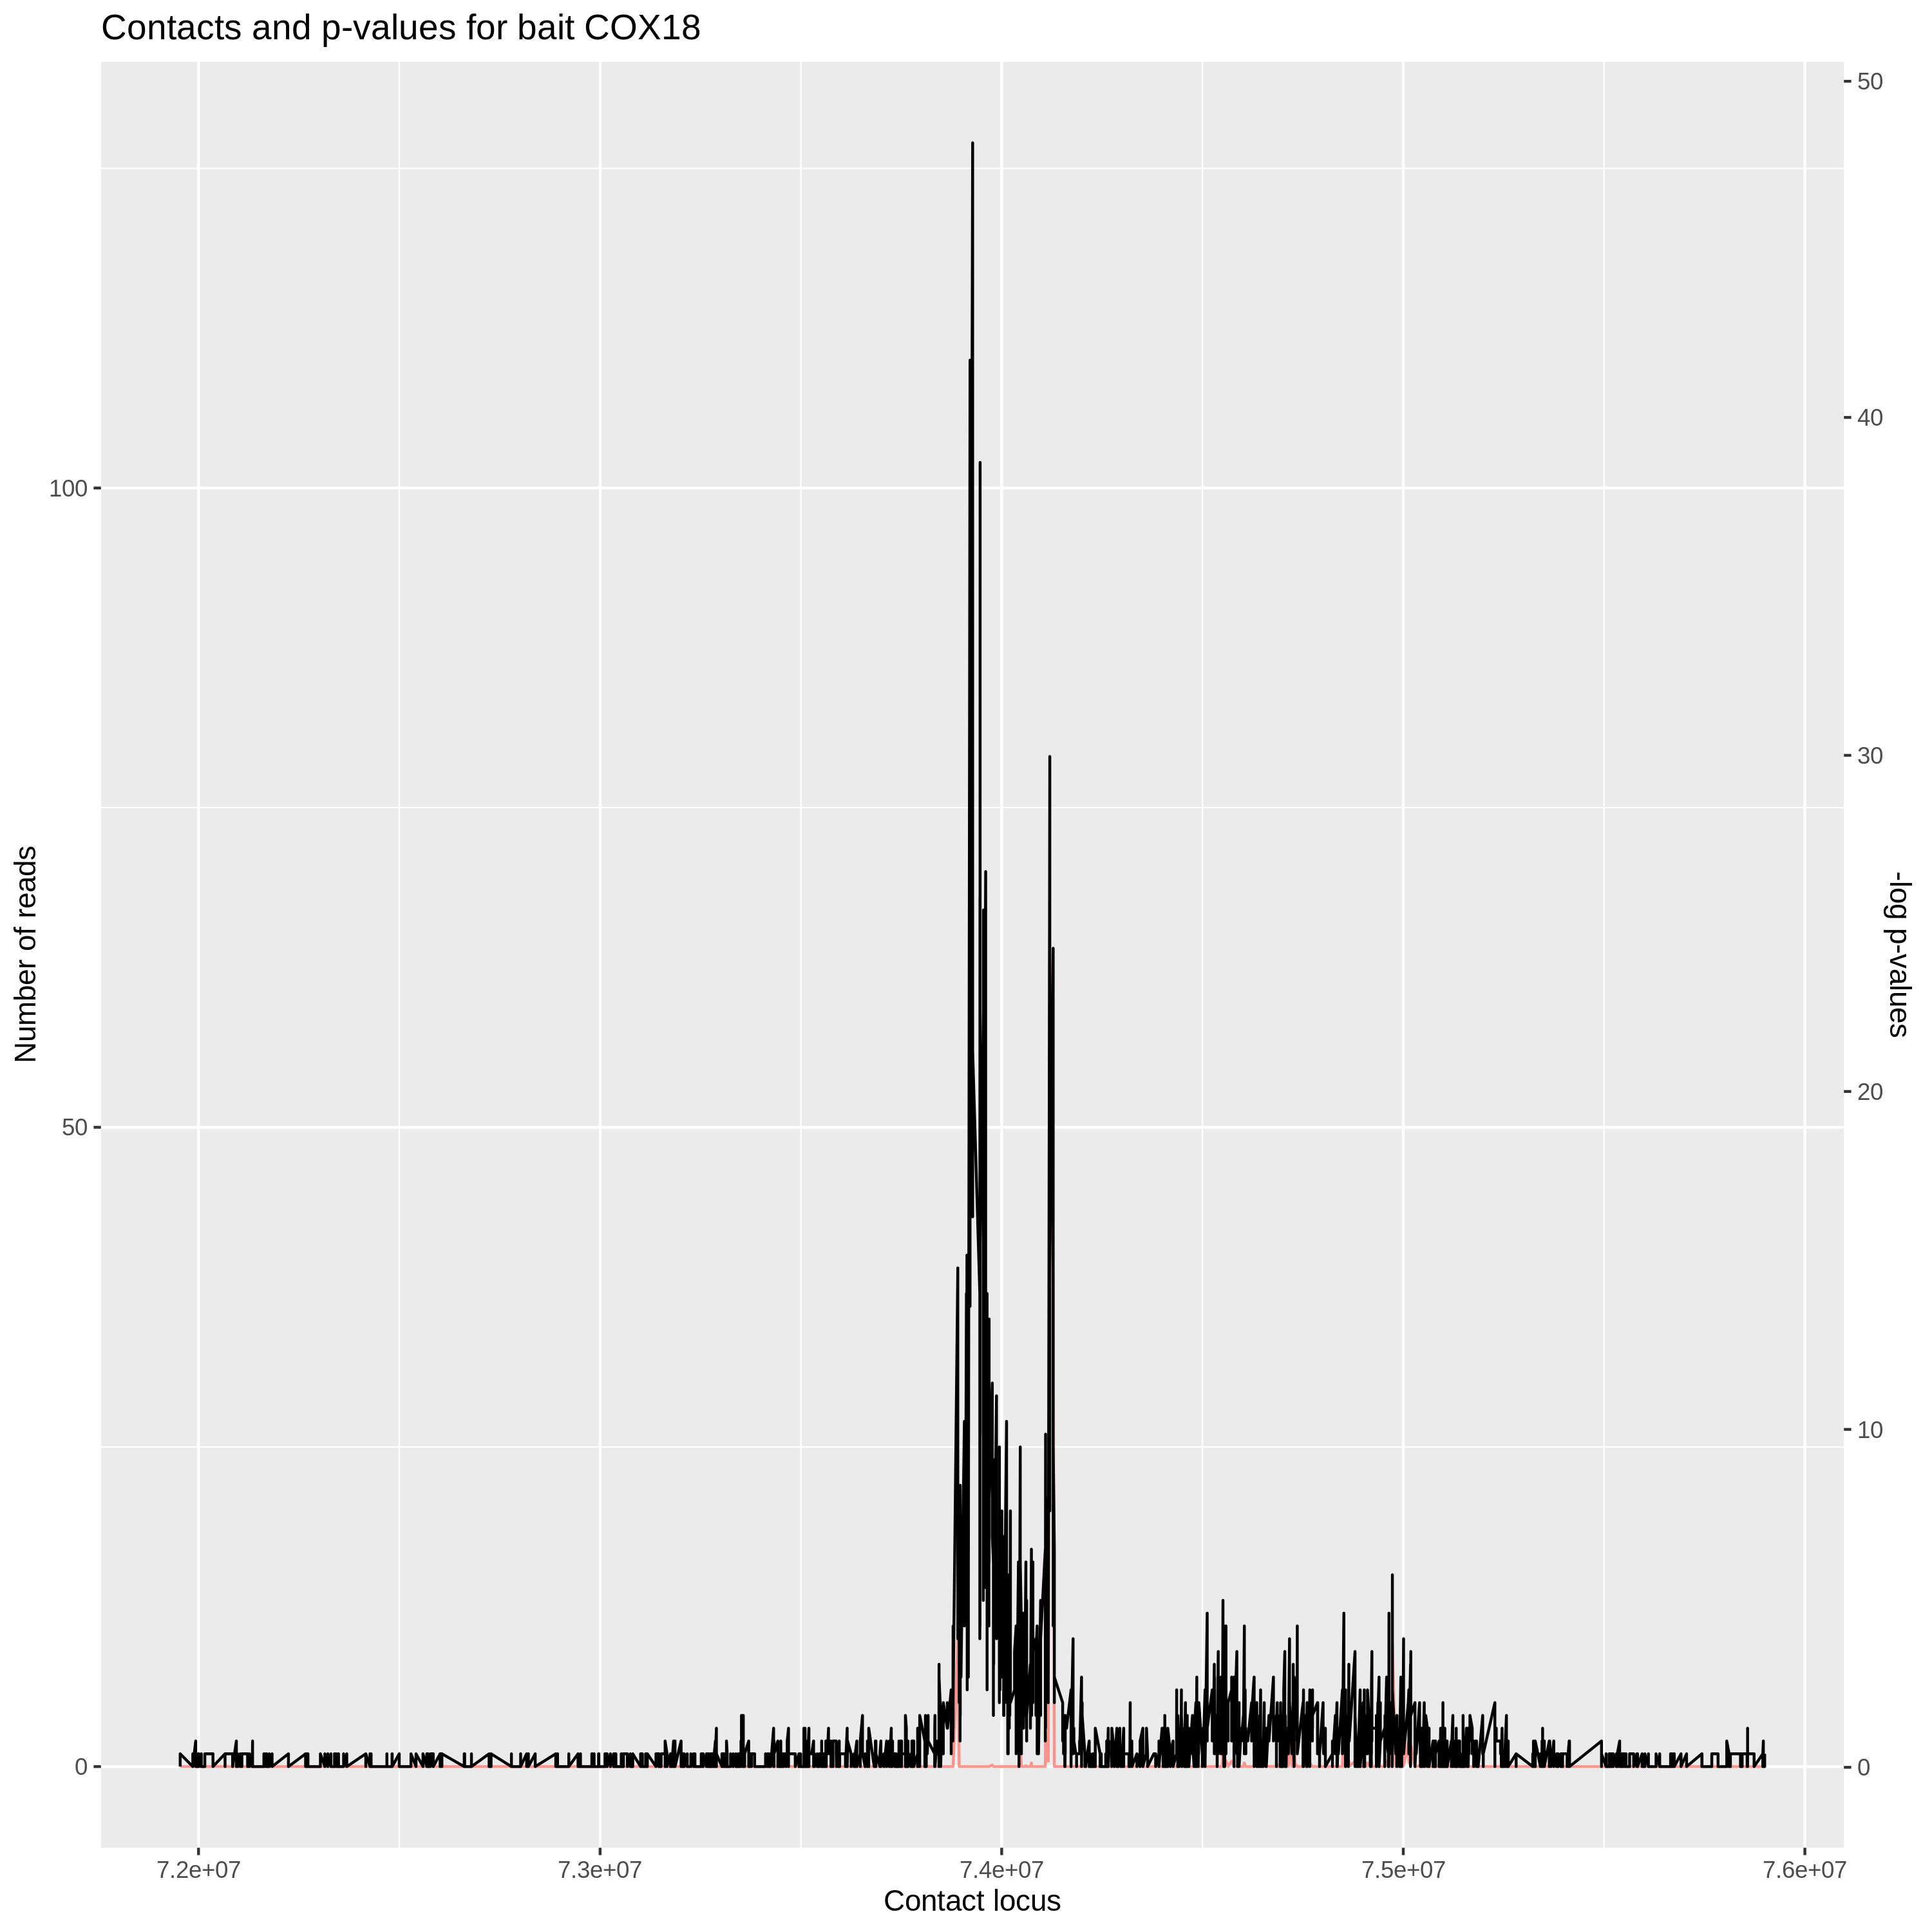 Contacts and p-values for bait COX18
Number of reads
100
50
0
50
40
30
20
10
0
-log p-values
7.2e+07
7.3e+07
7.4e+07
7.5e+07
7.6e+07
Contact locus